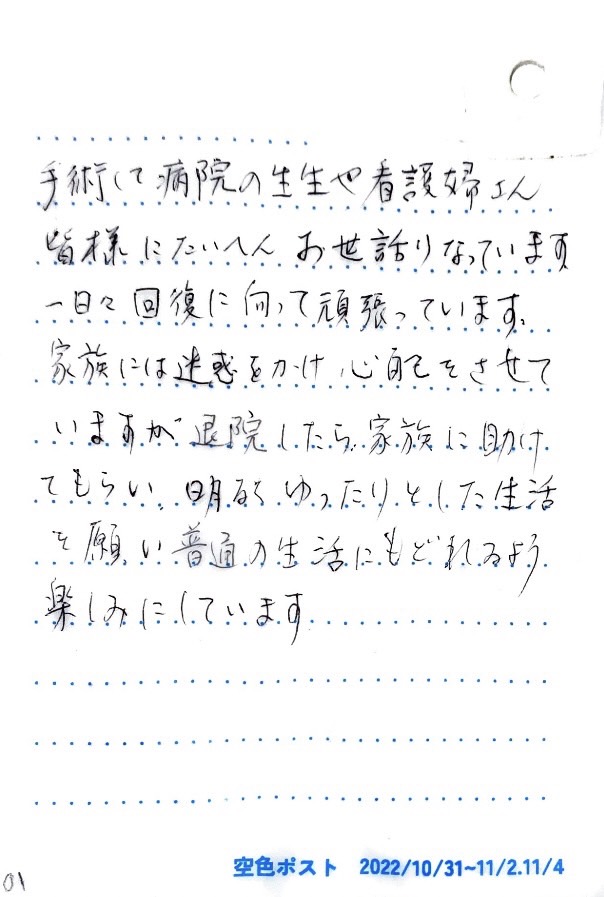 手術して病院の生生や看護婦さん
皆様にたいへんお世話りなっています
一日々回復に向って頑張っています。
家族には迷惑をかけ、心配をさせて
いますが退院したら、家族に助け
てもらい、明るくゆったりとした生活
を願い普通の生活にもどれるよう
楽しみにしています
空色ポスト 2022/10/31~11/2.11/4
01